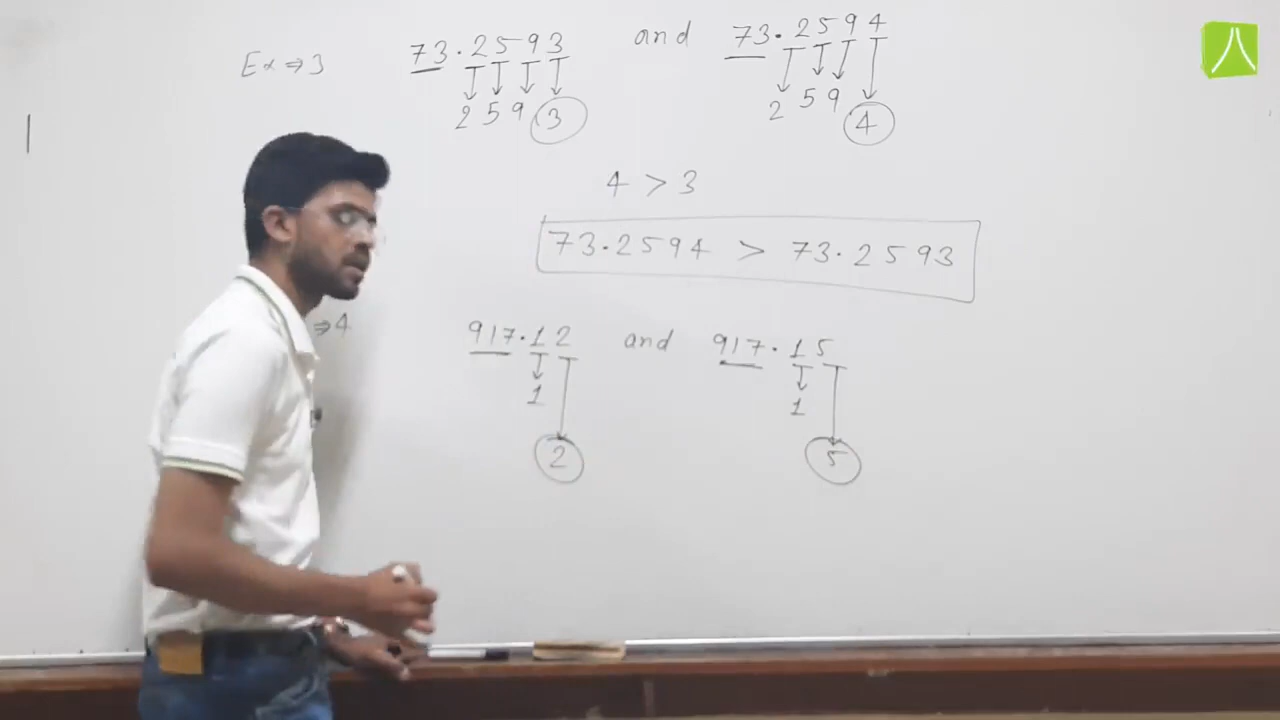 Ex ⇒ 3 73.2593 and 73.2594
2 5 9 3 2 5 9 4
4 > 3
73.2594 > 73.2593
⇒ 4 917.12 and 917.15
1 1
2 5